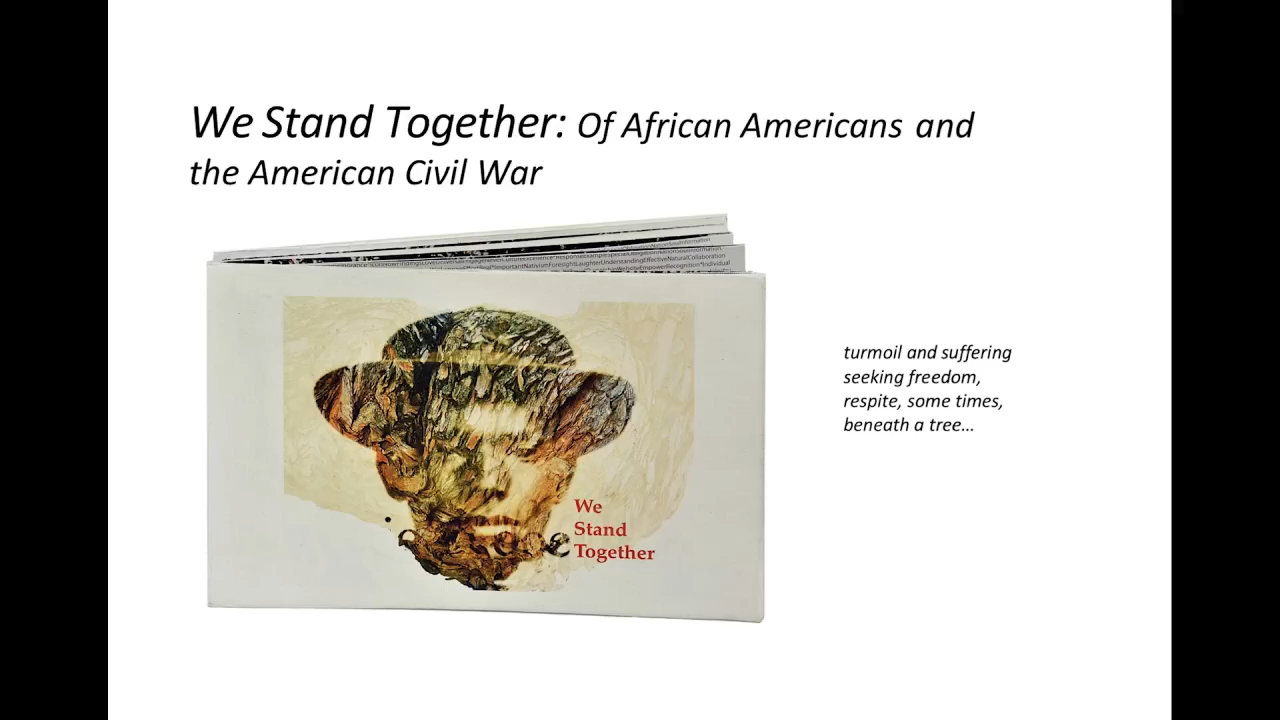 We Stand Together: Of African Americans and
the American Civil War
turmoil and suffering
seeking freedom,
respite, some times,
beneath a tree…
We
Stand
Together